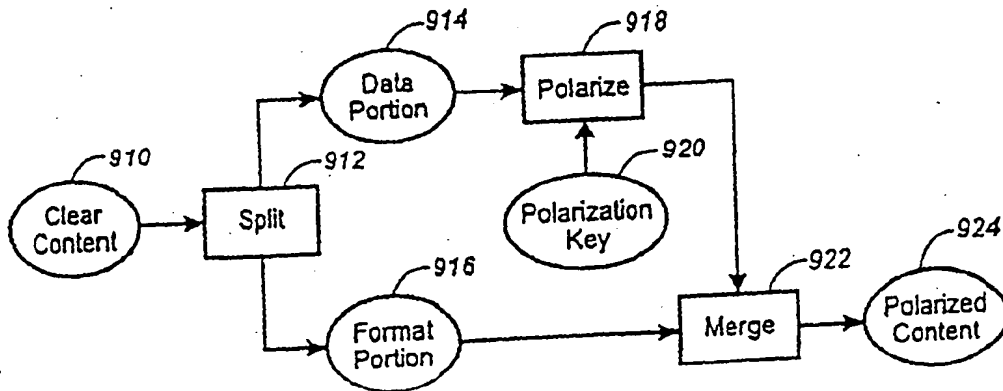 914
918
Data
Portion
Polarize
910
912
920
Clear
Content
Split
Polarization
Key
924
916
922
Format
Portion
Merge
Polarized
Content